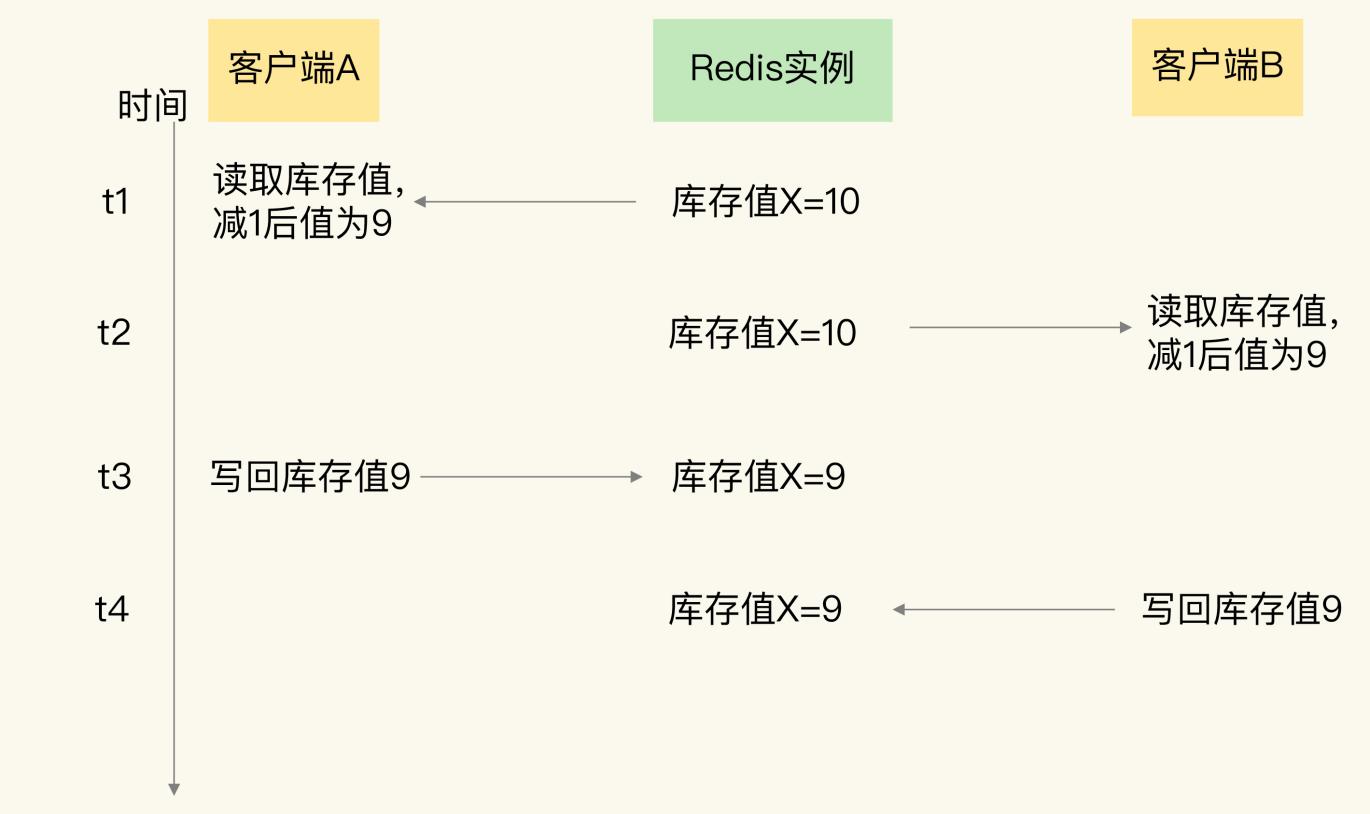 客户端A
Redis实例
客户端B
时间
t1
读取库存值，
减1后值为9
库存值X=10
t2
库存值X=10
读取库存值，
减1后值为9
t3
写回库存值9
库存值X=9
t4
库存值X=9
写回库存值9